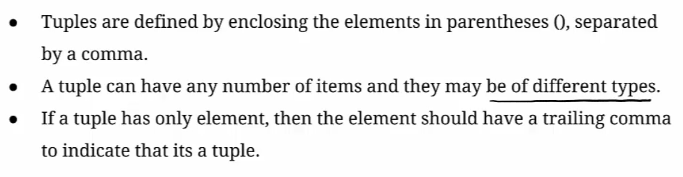 ● Tuples are defined by enclosing the elements in parentheses (), separated
by a comma.
● A tuple can have any number of items and they may be of different types.
● If a tuple has only element, then the element should have a trailing comma
to indicate that its a tuple.